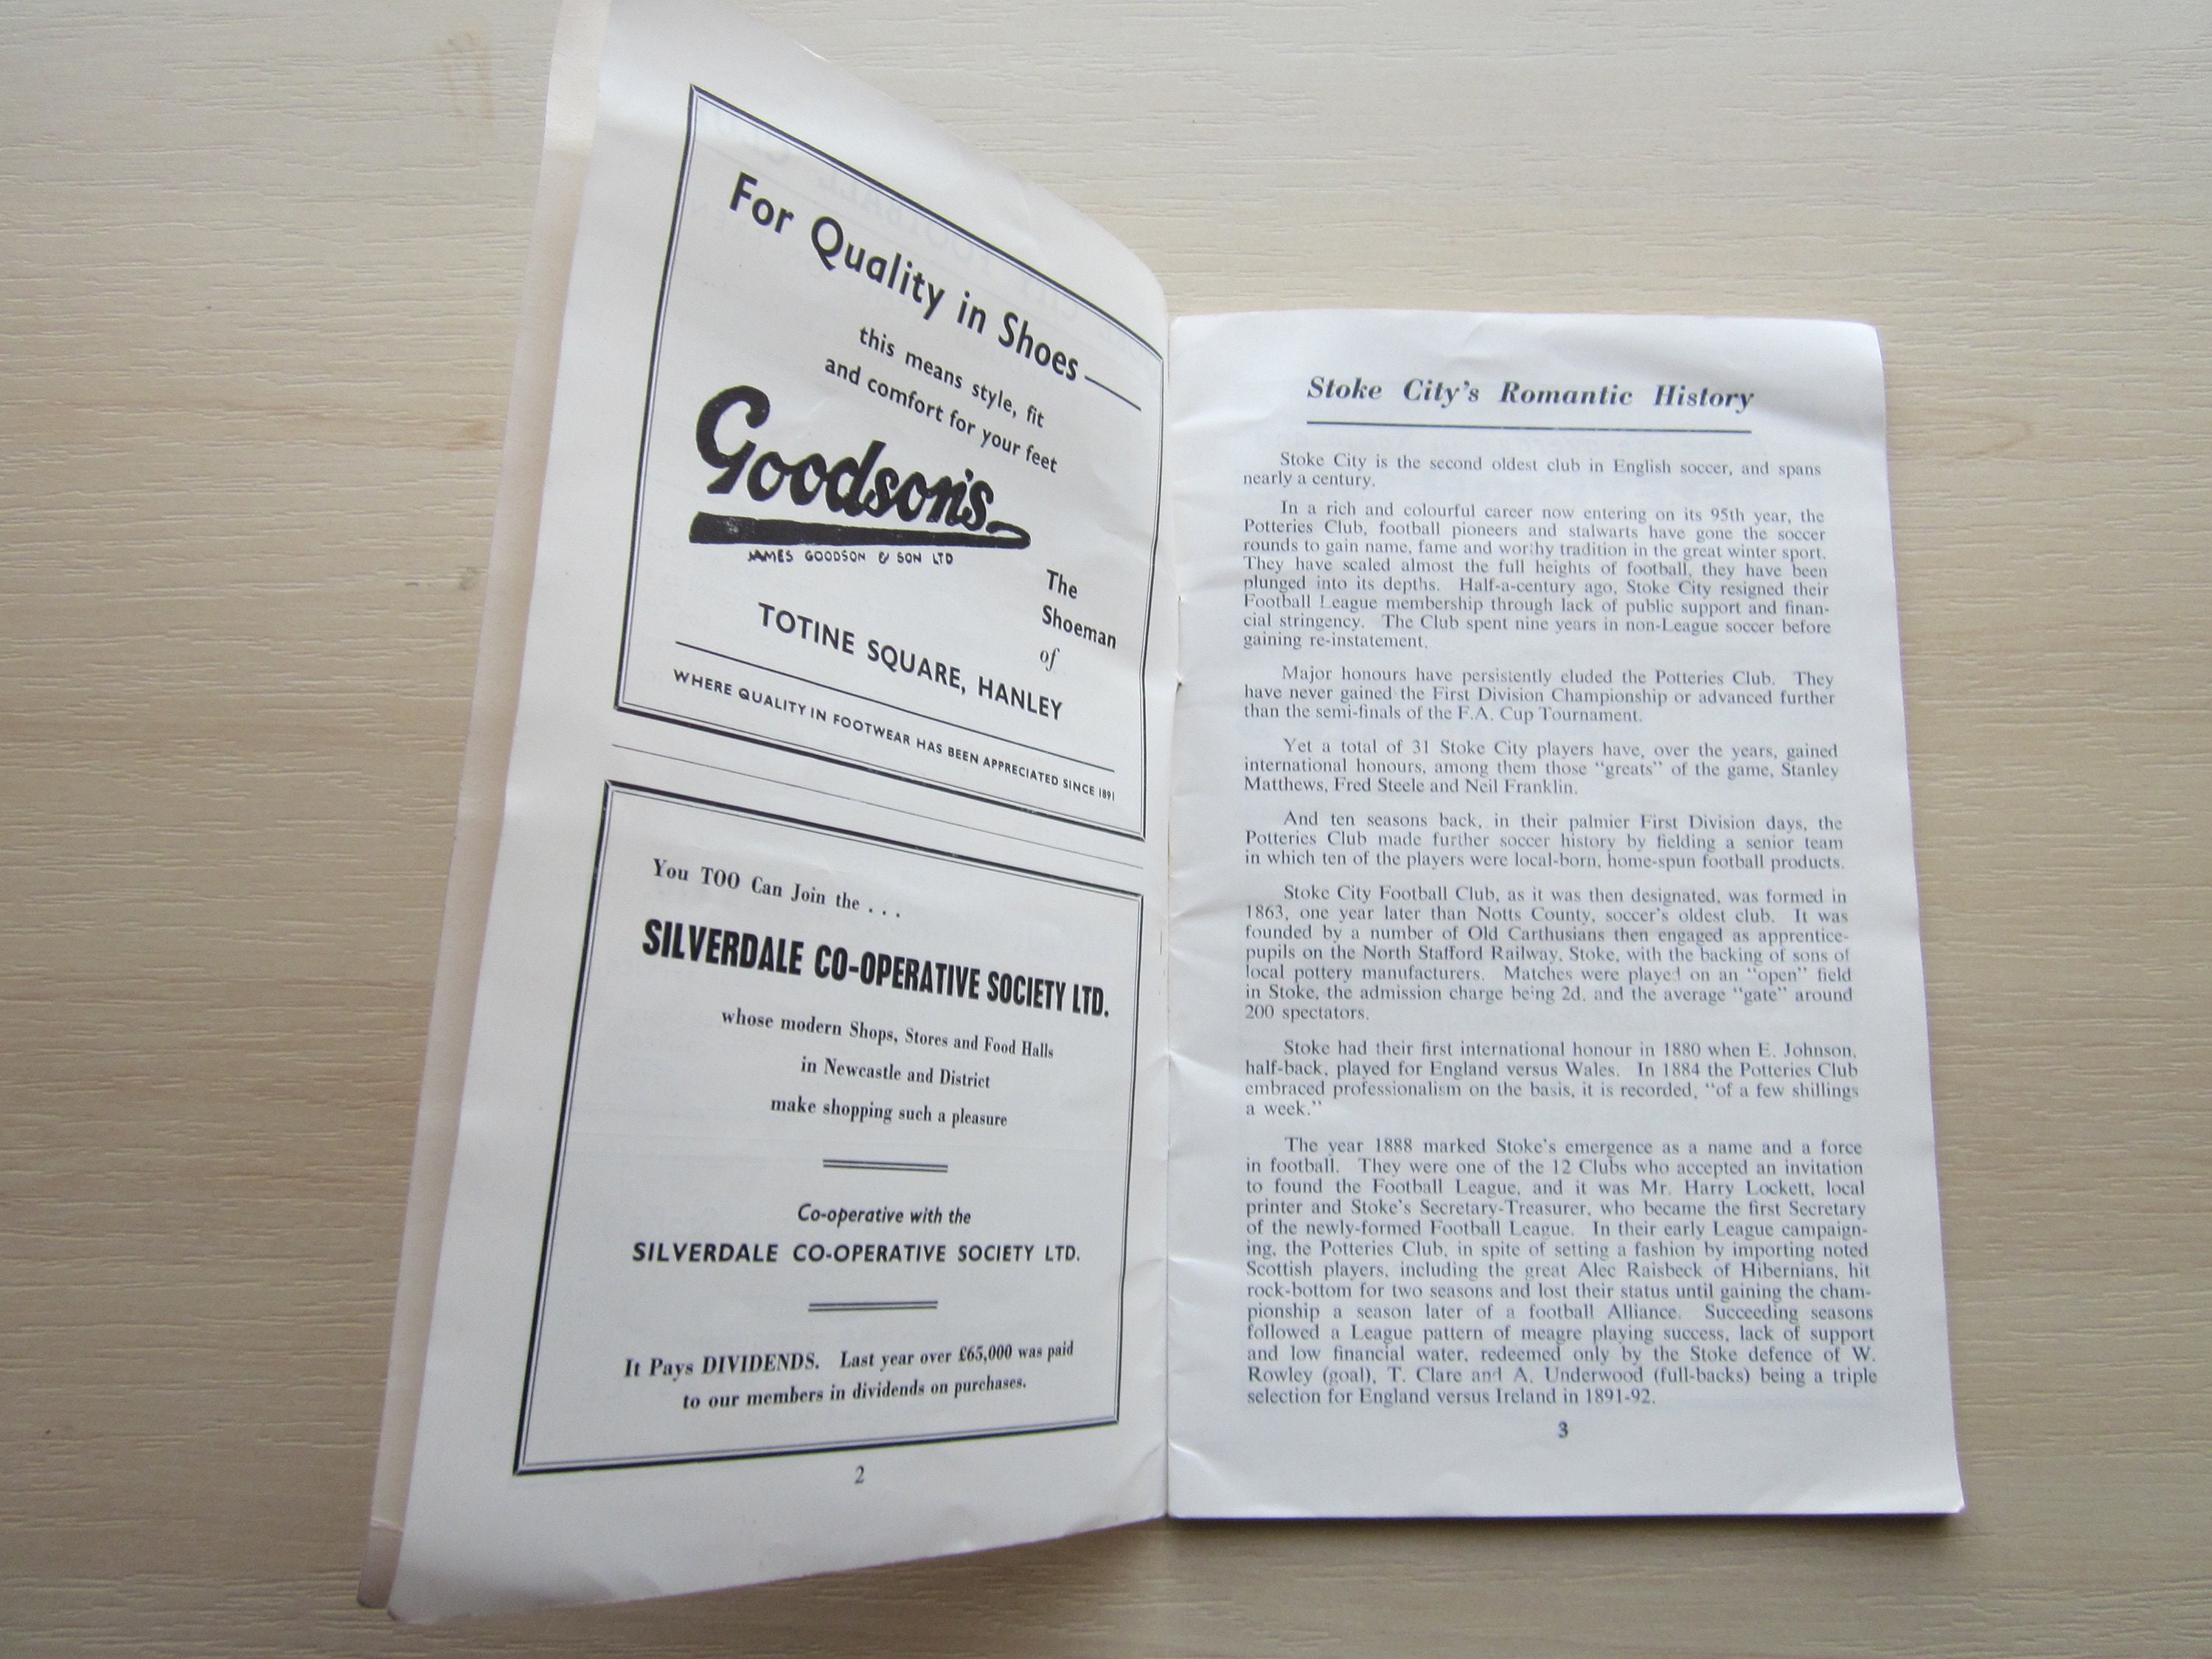 For Quality in Shoes—
this means style, fit
and comfort for your feet
Goodson's
JAMES GOODSON & SON LTD
The
Shoeman
of
TOTINE SQUARE, HANLEY
WHERE QUALITY IN FOOTWEAR HAS BEEN APPRECIATED SINCE 1891
You TOO Can Join the . . .
SILVERDALE CO-OPERATIVE SOCIETY LTD.
whose modern Shops, Stores and Food Halls
in Newcastle and District
make shopping such a pleasure
Co-operative with the
SILVERDALE CO-OPERATIVE SOCIETY LTD.
It Pays DIVIDENDS. Last year over £65,000 was paid
to our members in dividends on purchases.
2
Stoke City's Romantic History
Stoke City is the second oldest club in English soccer, and spans
nearly a century.
In a rich and colourful career now entering on its 95th year, the
Potteries Club, football pioneers and stalwarts have gone the soccer
rounds to gain name, fame and worthy tradition in the great winter sport.
They have scaled almost the full heights of football, they have been
plunged into its depths. Half-a-century ago, Stoke City resigned their
Football League membership through lack of public support and finan-
cial stringency. The Club spent nine years in non-League soccer before
gaining re-instatement.
Major honours have persistently eluded the Potteries Club. They
have never gained the First Division Championship or advanced further
than the semi-finals of the F.A. Cup Tournament.
Yet a total of 31 Stoke City players have, over the years, gained
international honours, among them those "greats" of the game, Stanley
Matthews, Fred Steele and Neil Franklin.
And ten seasons back, in their palmier First Division days, the
Potteries Club made further soccer history by fielding a senior team
in which ten of the players were local-born, home-spun football products.
Stoke City Football Club, as it was then designated, was formed in
1863, one year later than Notts County, soccer's oldest club. It was
founded by a number of Old Carthusians then engaged as apprentice-
pupils on the North Stafford Railway, Stoke, with the backing of sons of
local pottery manufacturers. Matches were played on an "open" field
in Stoke, the admission charge being 2d. and the average "gate" around
200 spectators.
Stoke had their first international honour in 1880 when E. Johnson,
half-back, played for England versus Wales. In 1884 the Potteries Club
embraced professionalism on the basis, it is recorded, "of a few shillings
a week."
The year 1888 marked Stoke's emergence as a name and a force
in football. They were one of the 12 Clubs who accepted an invitation
to found the Football League, and it was Mr. Harry Lockett, local
printer and Stoke's Secretary-Treasurer, who became the first Secretary
of the newly-formed Football League. In their early League campaign-
ing, the Potteries Club, in spite of setting a fashion by importing noted
Scottish players, including the great Alec Raisbeck of Hibernians, hit
rock-bottom for two seasons and lost their status until gaining the cham-
pionship a season later of a football Alliance. Succeeding seasons
followed a League pattern of meagre playing success, lack of support
and low financial water, redeemed only by the Stoke defence of W.
Rowley (goal), T. Clare and A. Underwood (full-backs) being a triple
selection for England versus Ireland in 1891-92.
3